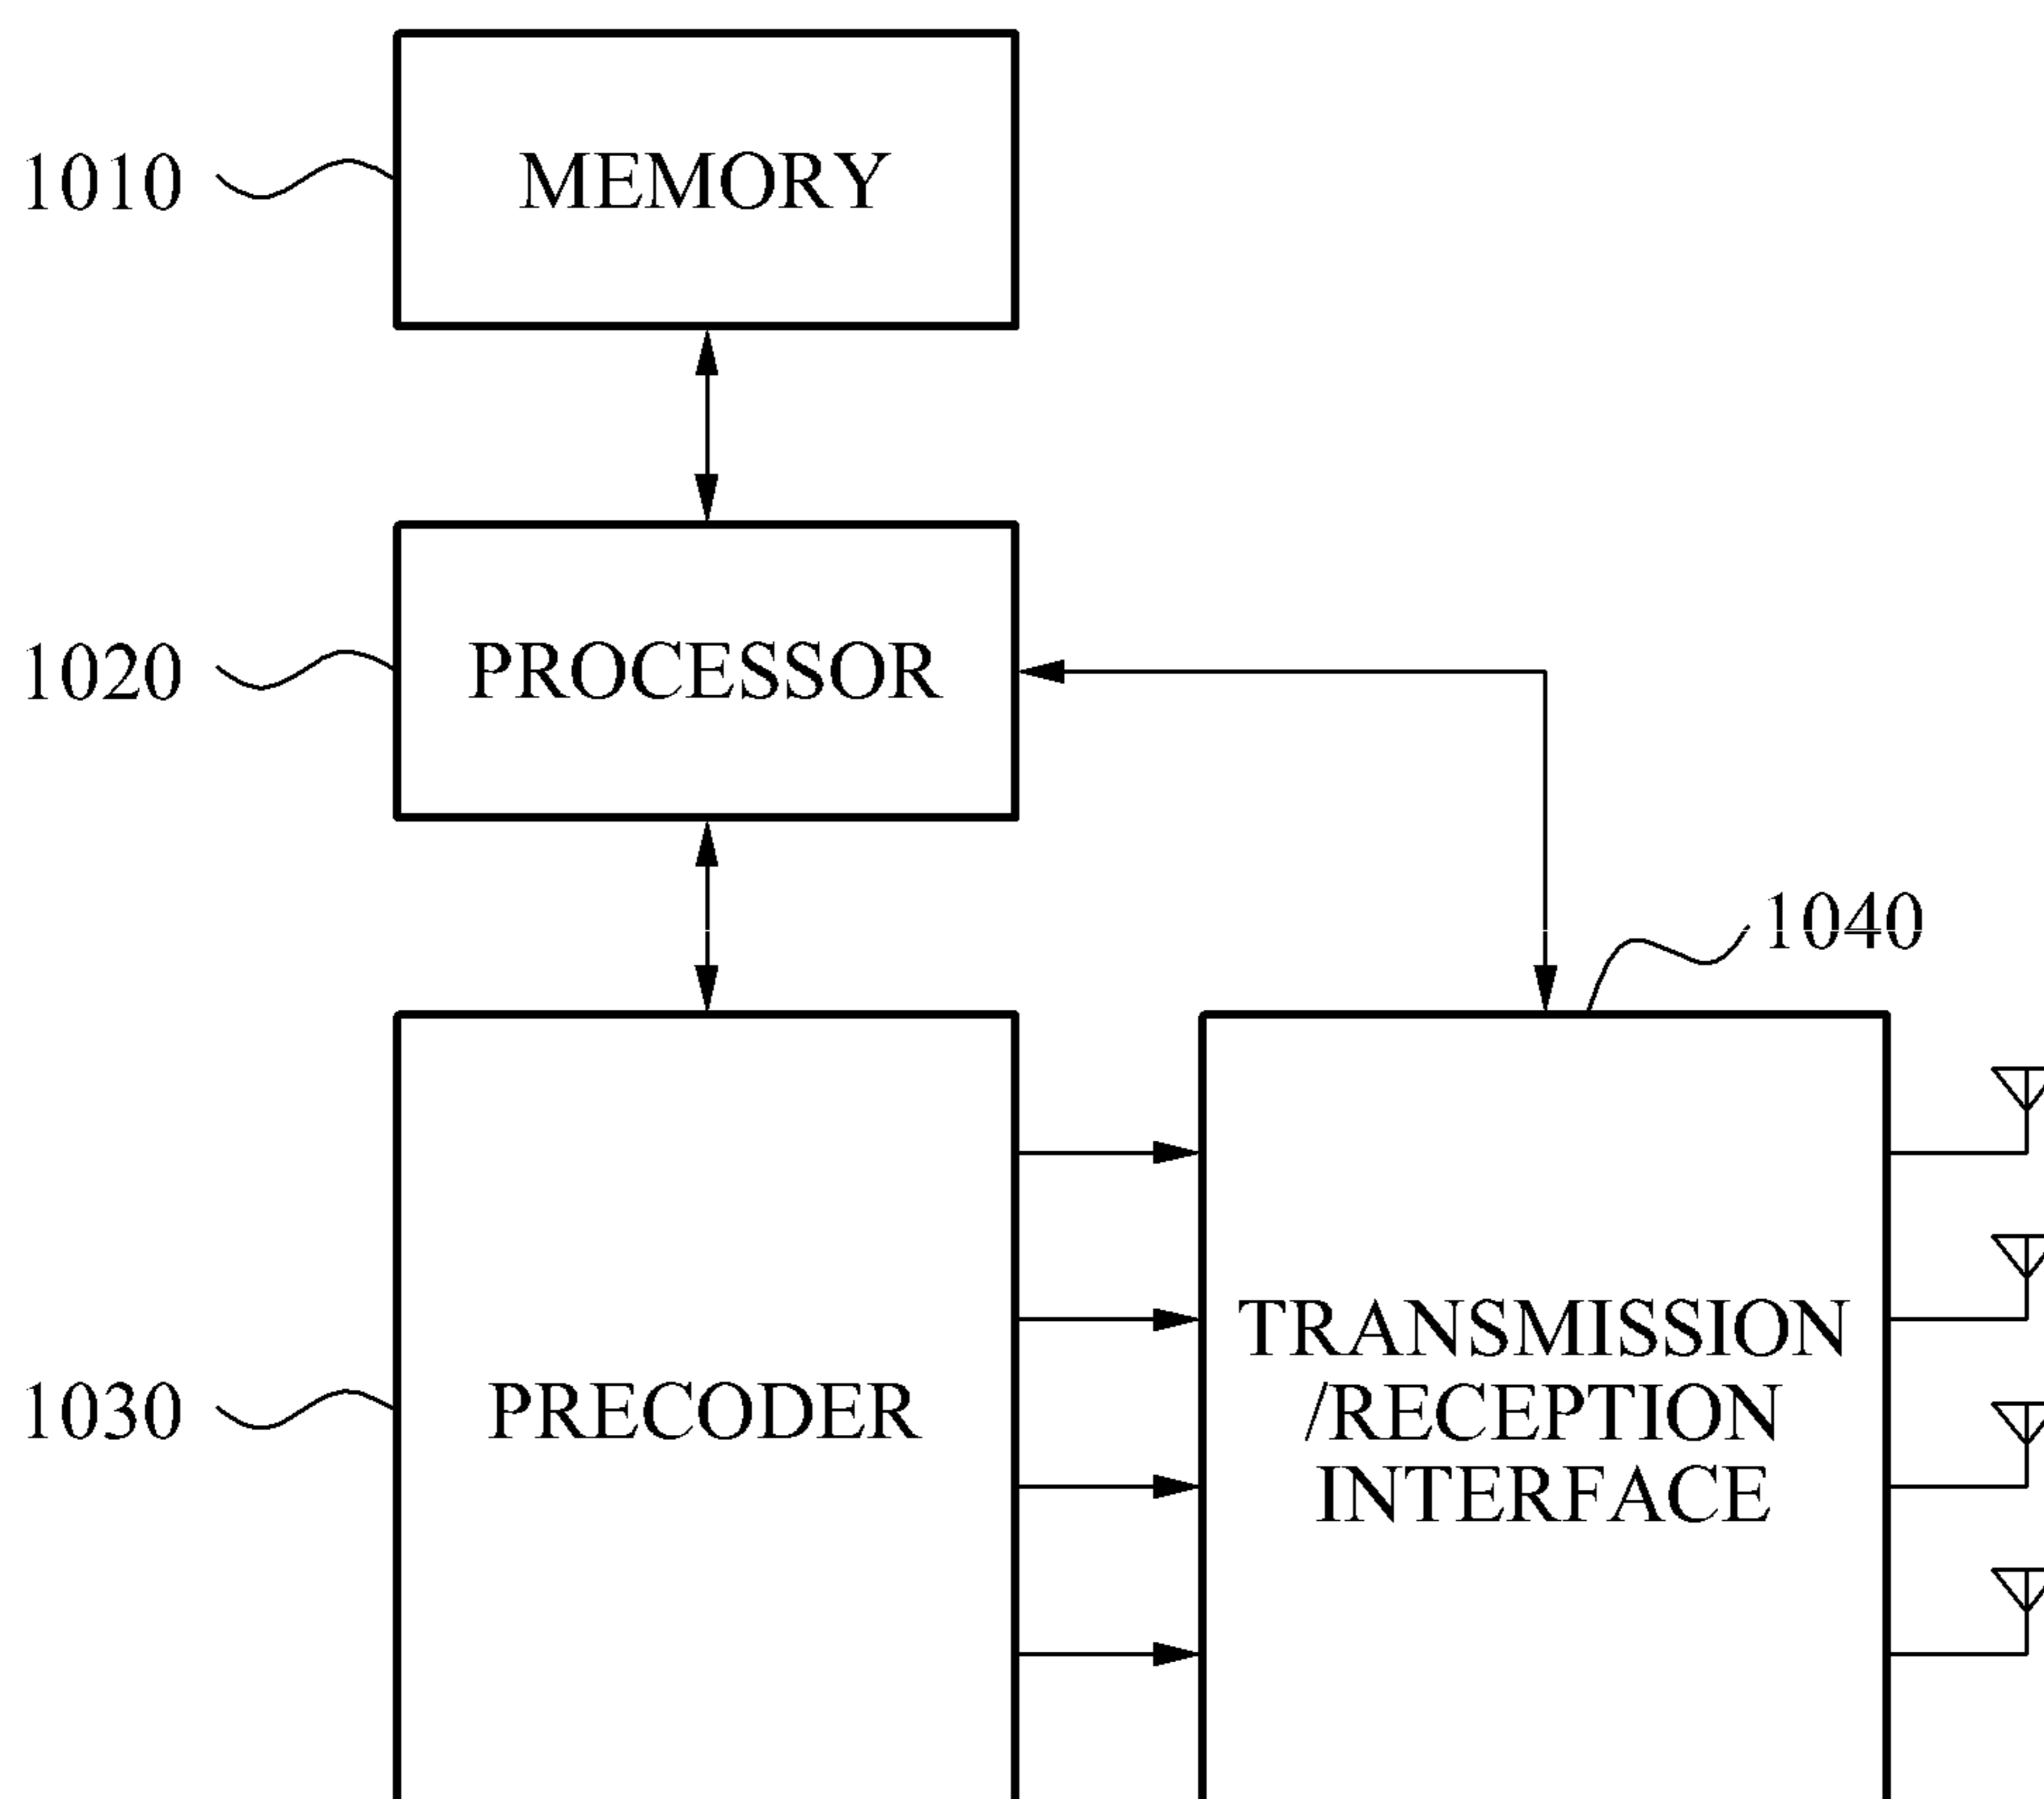 1010
MEMORY
1020
PROCESSOR
1040
1030
PRECODER
TRANSMISSION
/RECEPTION
INTERFACE